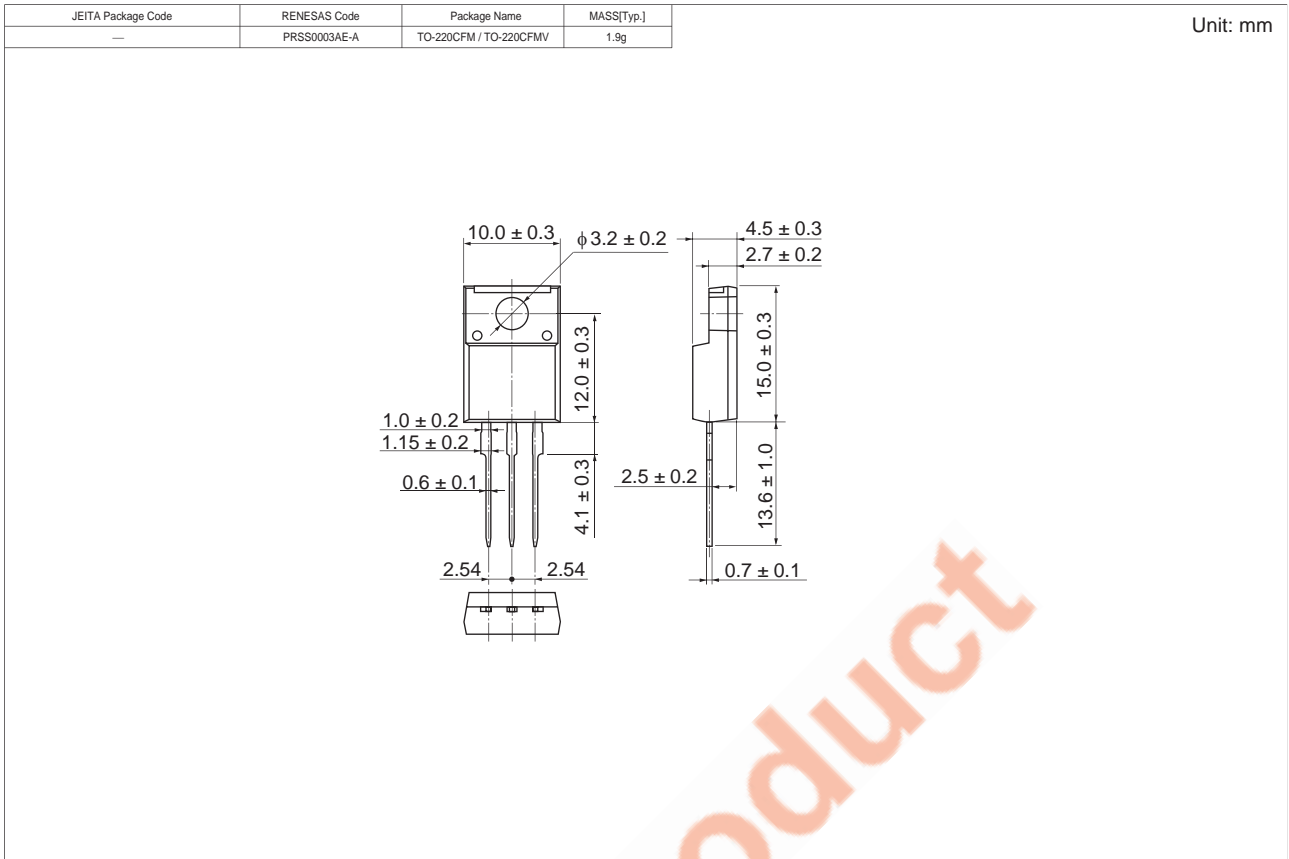 JEITA Package Code RENESAS Code Package Name MASS[Typ.]
— PRSS0003AE-A TO-220CFM / TO-220CFMV 1.9g
Unit: mm
10.0 ± 0.3
ϕ 3.2 ± 0.2
4.5 ± 0.3
2.7 ± 0.2
12.0 ± 0.3
15.0 ± 0.3
1.0 ± 0.2
1.15 ± 0.2
0.6 ± 0.1
4.1 ± 0.3
2.5 ± 0.2
13.6 ± 1.0
2.54 2.54
0.7 ± 0.1
oduct